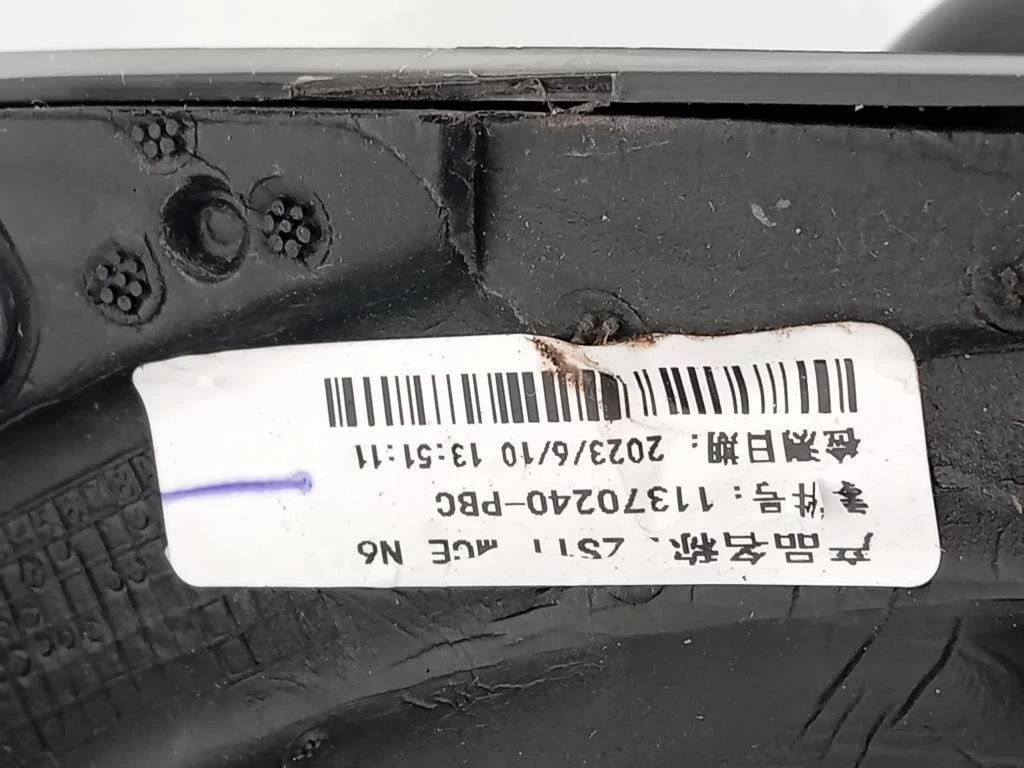 产品名称: ZS11 MCE N6
零件号: 11370240-PBC
检测日期: 2023/6/10 13:51:11